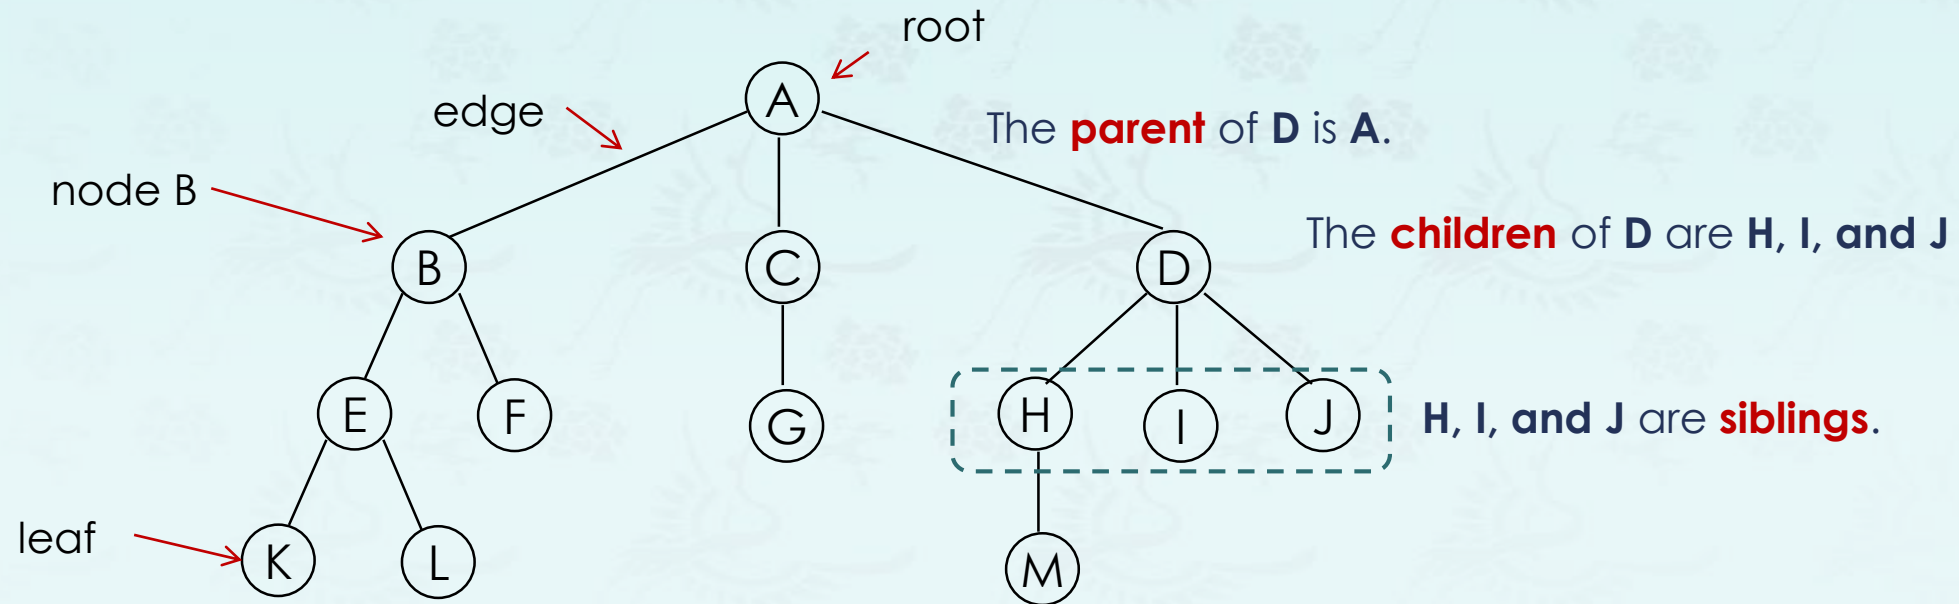 root
A
edge
The parent of D is A.
node B
The children of D are H, I, and J
B
C
D
E
F
G
H
I
J
H, I, and J are siblings.
leaf
K
L
M